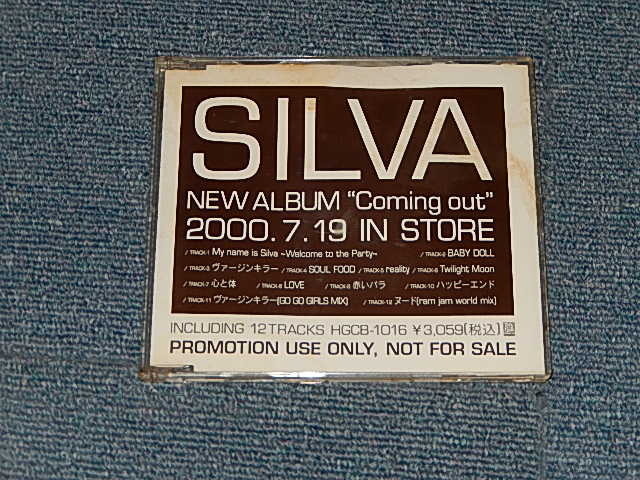 SILVA
NEW ALBUM “Coming out”
2000.7.19 IN STORE
/ TRACK-1 My name is Silva ~Welcome to the Party~ / TRACK-2 BABY DOLL
/ TRACK-3 ヴァージンキラー / TRACK-4 SOUL FOOD / TRACK-5 reality / TRACK-6 Twilight Moon
/ TRACK-7 心と体 / TRACK-8 LOVE / TRACK-9 赤いバラ / TRACK-10 ハッピーエンド
/ TRACK-11 ヴァージンキラー(GO GO GIRLS MIX) / TRACK-12 ヌード(ram jam world mix)
INCLUDING 12TRACKS HGCB-1016 ¥3,059(税込)
PROMOTION USE ONLY, NOT FOR SALE